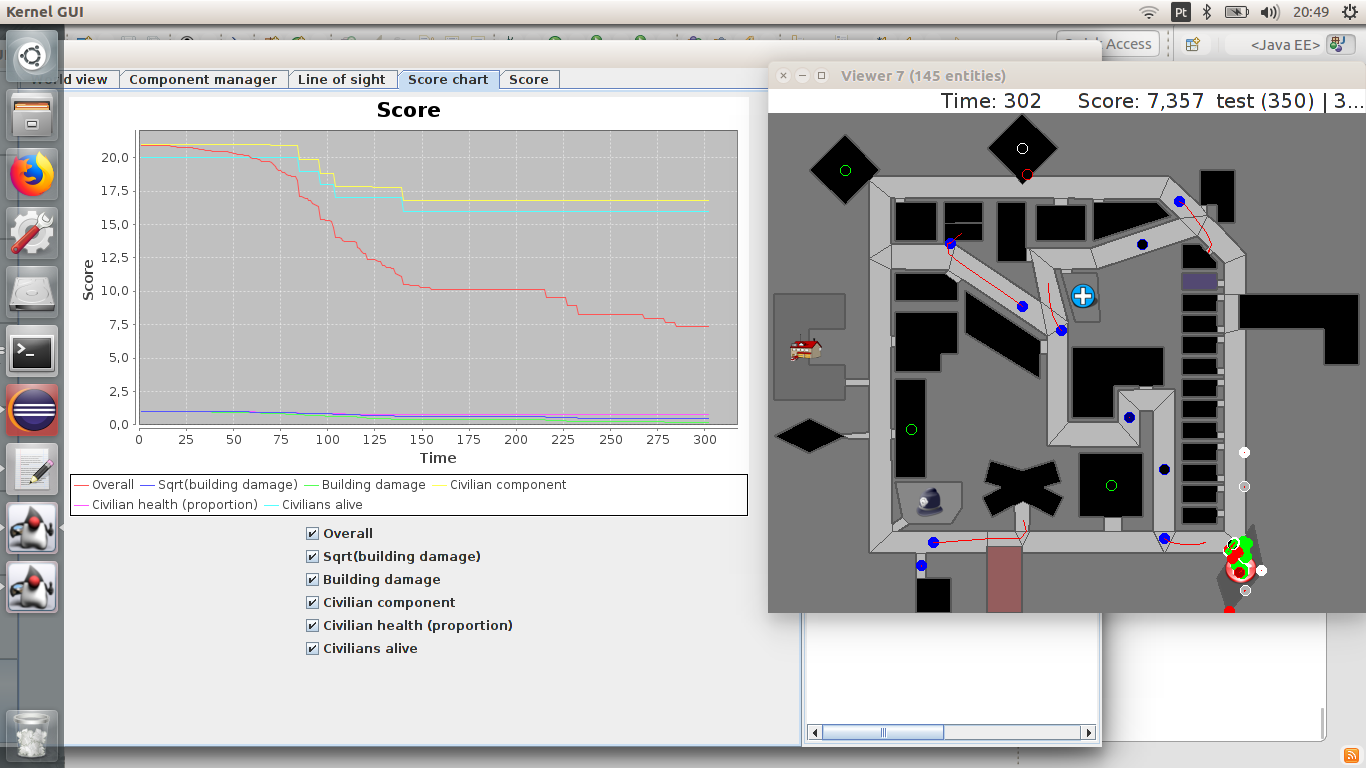 Kernel GUI
Pt
20:49
Quick Access
<Java EE>
ld view
Component manager
Line of sight
Score chart
Score
Viewer 7 (145 entities)
Time: 302 Score: 7,357 test (350) | 3...
Score
20,0
17,5
15,0
12,5
10,0
7,5
5,0
2,5
0,0
Score
0 25 50 75 100 125 150 175 200 225 250 275 300
Time
Overall Sqrt(building damage) Building damage Civilian component
Civilian health (proportion) Civilians alive
Overall
Sqrt(building damage)
Building damage
Civilian component
Civilian health (proportion)
Civilians alive